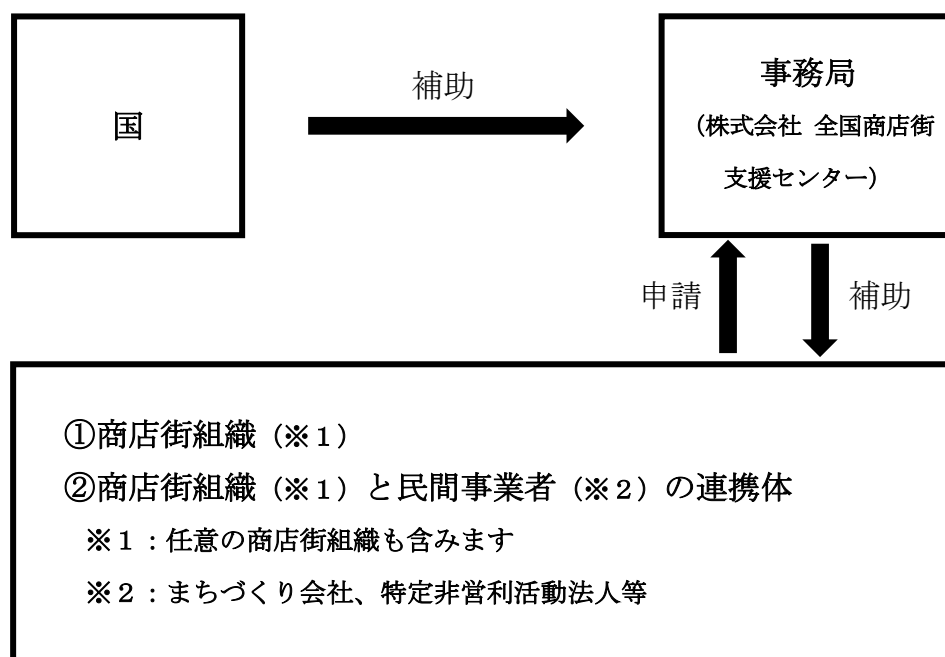 国
補助
事務局
（株式会社 全国商店街
支援センター）
申請
補助
①商店街組織（※１）
②商店街組織（※１）と民間事業者（※２）の連携体
※１：任意の商店街組織も含みます
※２：まちづくり会社、特定非営利活動法人等